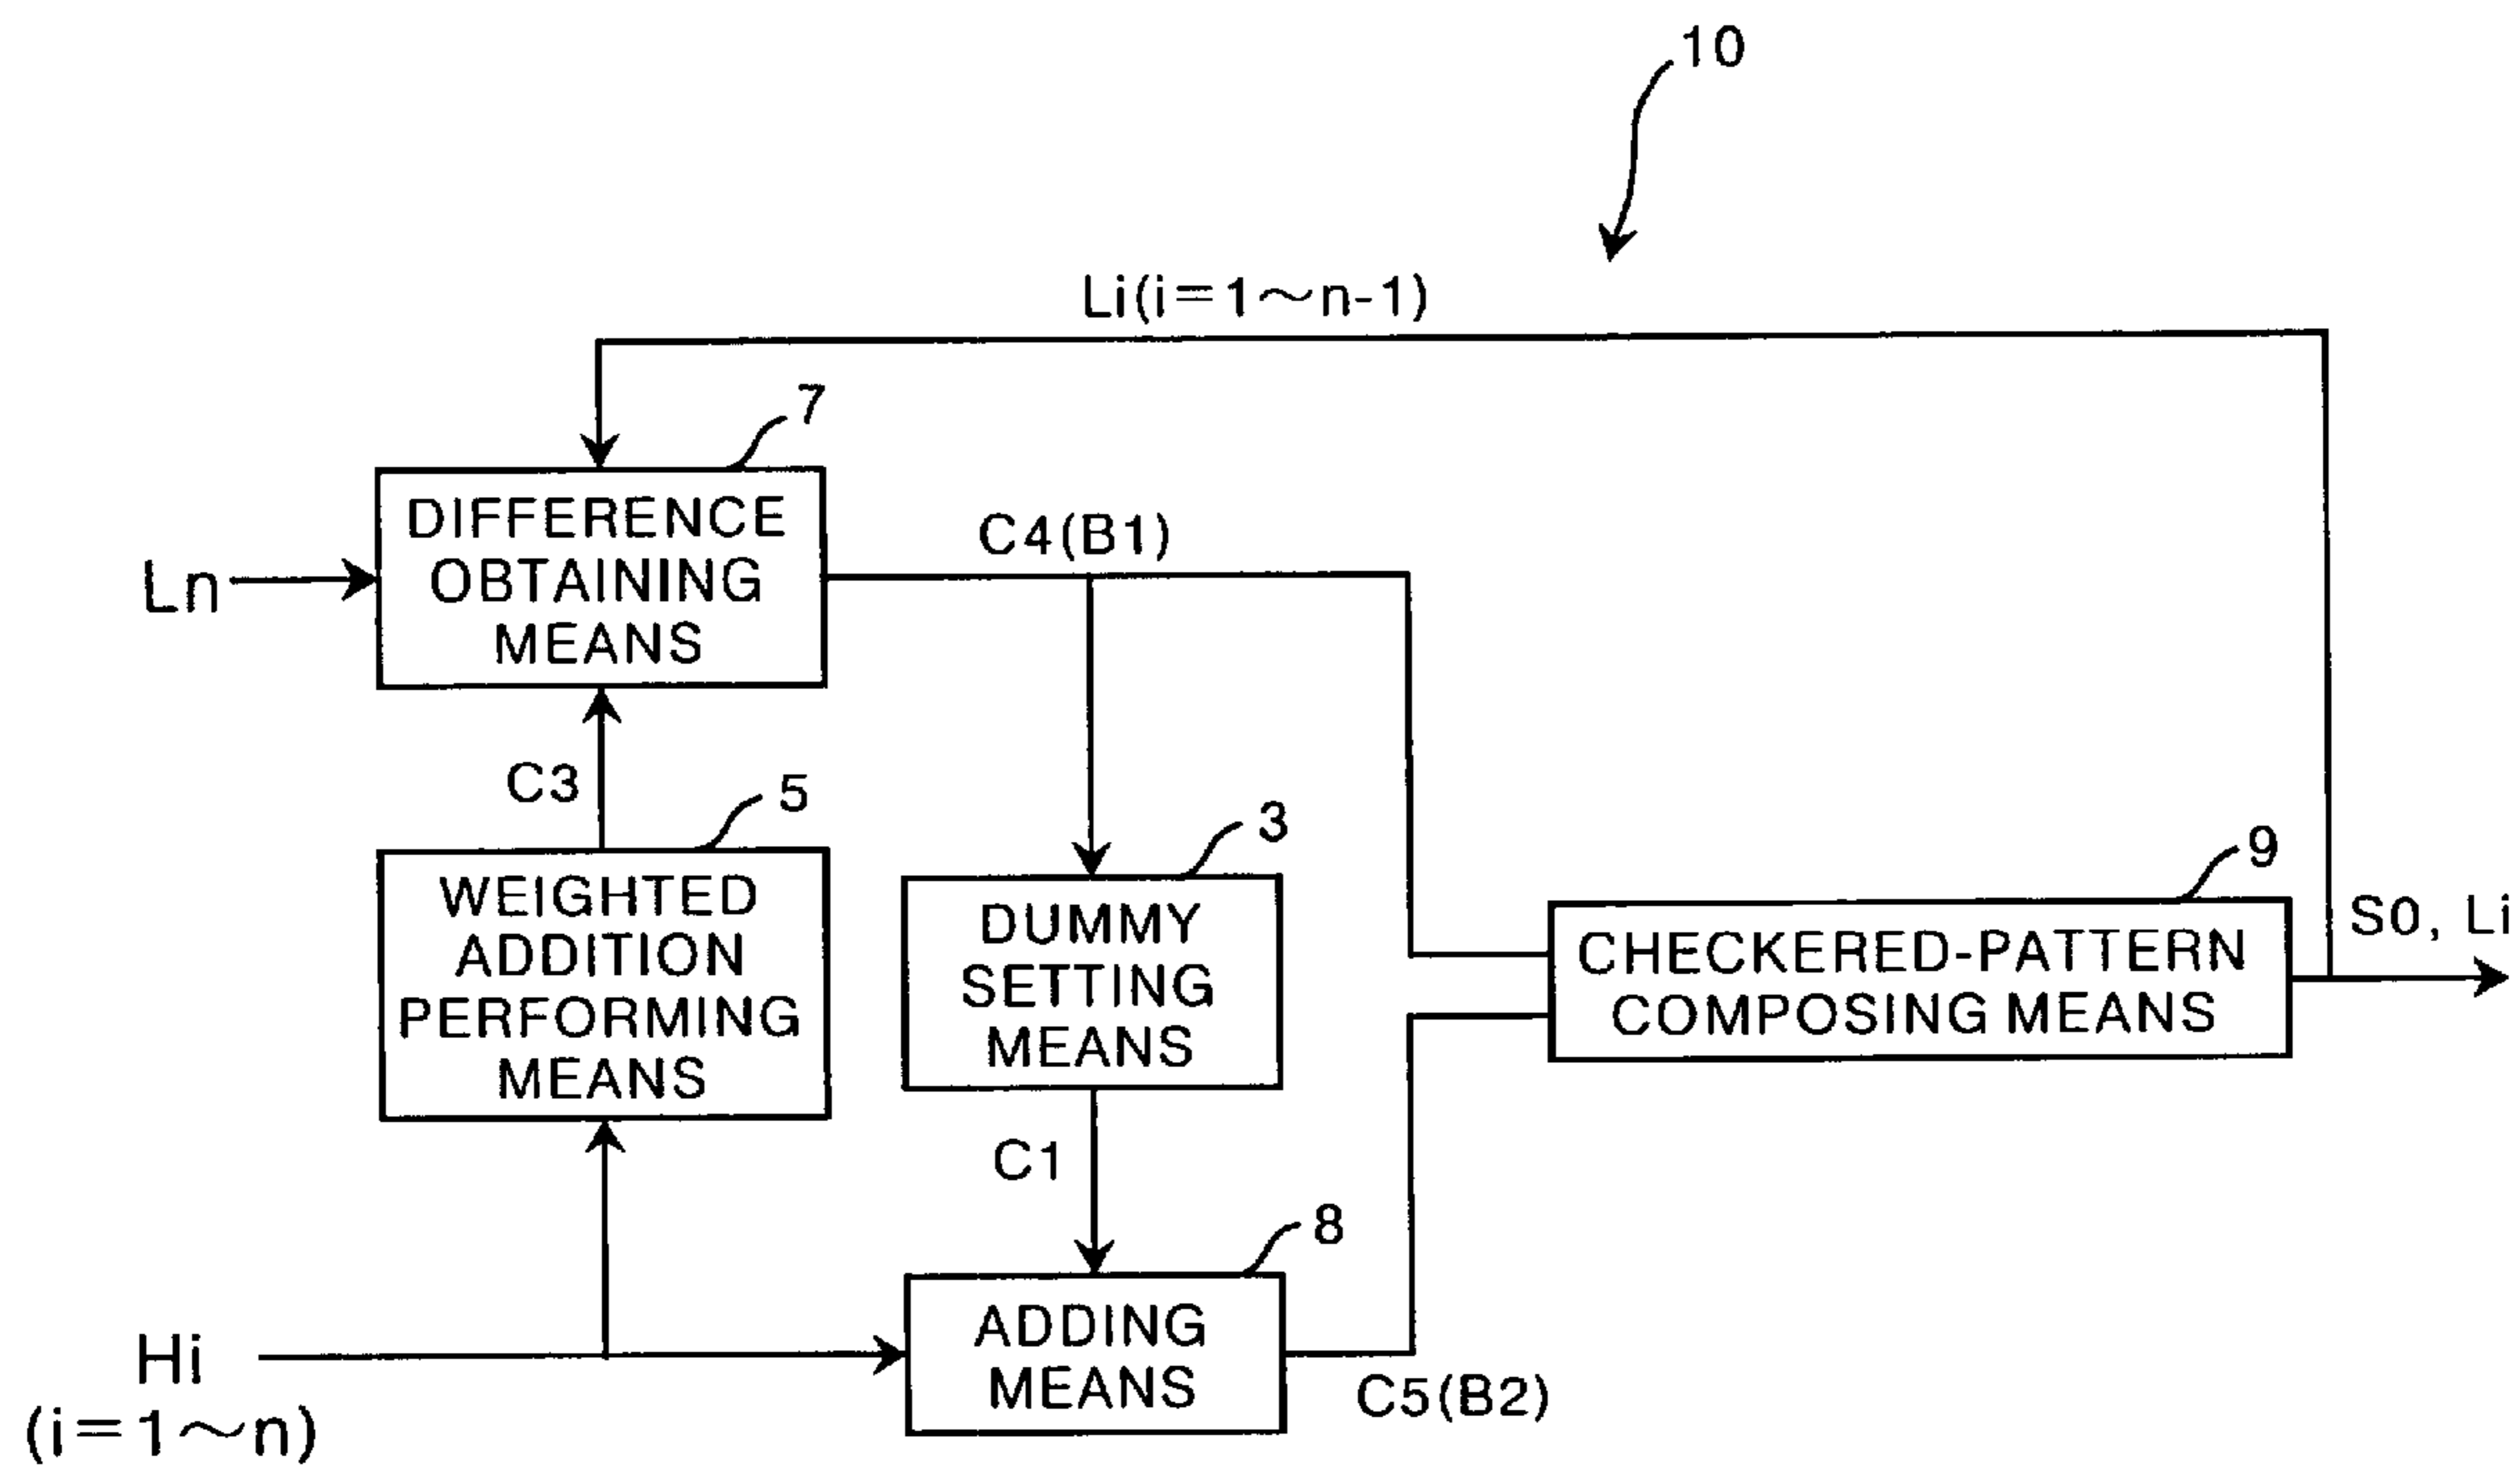 10
Li(i=1～n-1)
7
DIFFERENCE
OBTAINING
MEANS
Ln
C4(B1)
C3
5
WEIGHTED
ADDITION
PERFORMING
MEANS
3
DUMMY
SETTING
MEANS
9
CHECKERED-PATTERN
COMPOSING MEANS
S0, Li
C1
8
ADDING
MEANS
Hi
(i=1～n)
C5(B2)